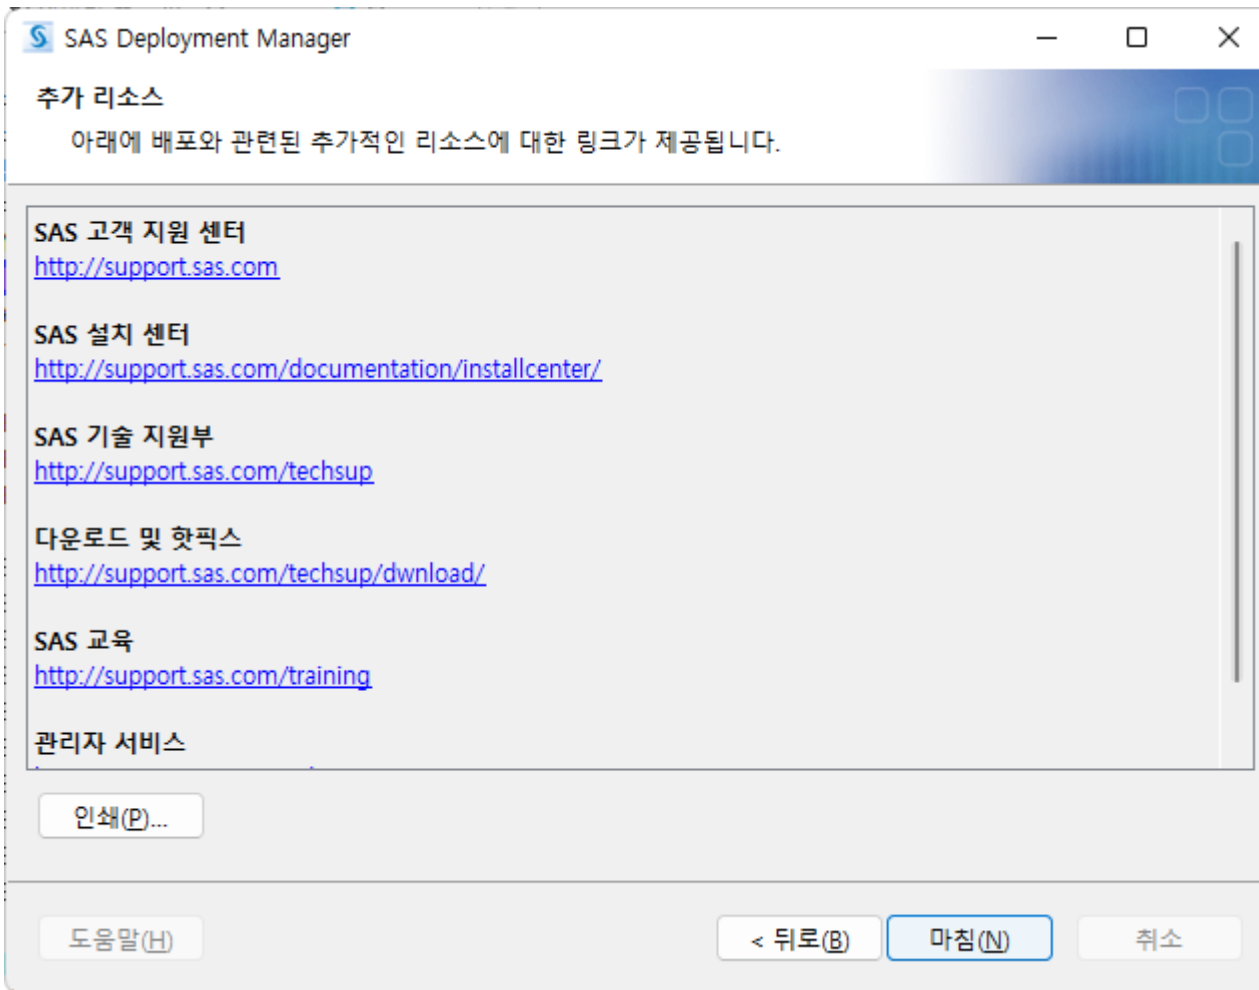 SAS Deployment Manager
추가 리소스
아래에 배포와 관련된 추가적인 리소스에 대한 링크가 제공됩니다.
SAS 고객 지원 센터
http://support.sas.com
SAS 설치 센터
http://support.sas.com/documentation/installcenter/
SAS 기술 지원부
http://support.sas.com/techsup
다운로드 및 핫픽스
http://support.sas.com/techsup/dwnload/
SAS 교육
http://support.sas.com/training
관리자 서비스
인쇄(P)...
도움말(H)
< 뒤로(B)
마침(N)
취소